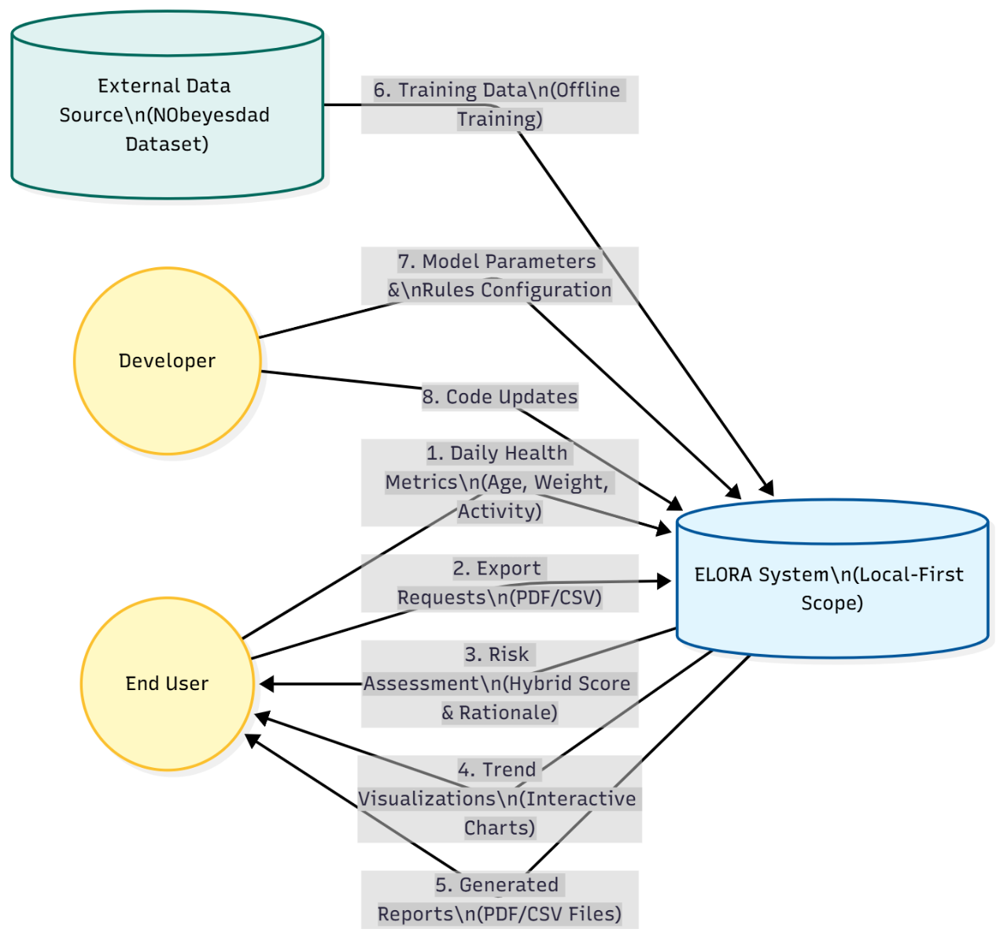 External Data
Source\n(NObeyesdad
Dataset)
6. Training Data\n(Offline
Training)
7. Model Parameters
&\nRules Configuration
Developer
8. Code Updates
1. Daily Health
Metrics\n(Age, Weight,
Activity)
2. Export
Requests\n(PDF/CSV)
ELORA System\n(Local-First
Scope)
3. Risk
Assessment\n(Hybrid Score
& Rationale)
End User
4. Trend
Visualizations\n(Interactive
Charts)
5. Generated
Reports\n(PDF/CSV Files)